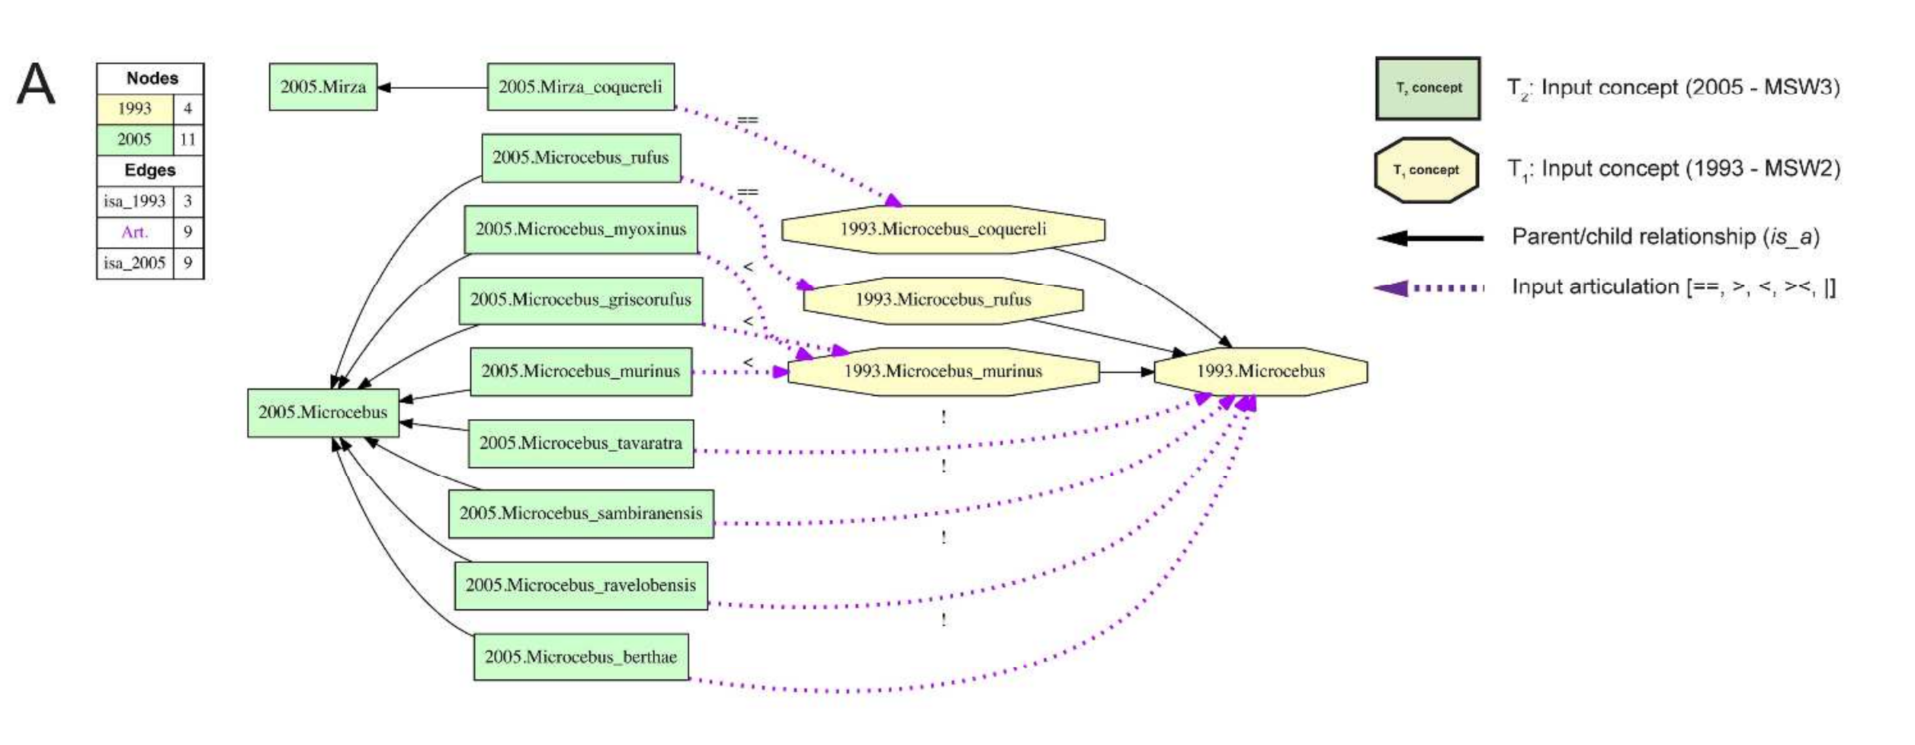 A
Nodes
1993 4
2005 11
Edges
isa_1993 3
Art. 9
isa_2005 9
2005.Mirza
2005.Mirza_coquereli
2005.Microcebus_rufus
2005.Microcebus_myoxinus
2005.Microcebus_griseorufus
2005.Microcebus_murinus
2005.Microcebus
2005.Microcebus_tavaratra
2005.Microcebus_sambiranensis
2005.Microcebus_ravelobensis
2005.Microcebus_berthae
==
==
<
<
<
!
!
!
!
1993.Microcebus_coquereli
1993.Microcebus_rufus
1993.Microcebus_murinus
1993.Microcebus
T₂ concept T₂: Input concept (2005 - MSW3)
T₁ concept T₁: Input concept (1993 - MSW2)
Parent/child relationship (is_a)
Input articulation [==, >, <, ><, |]